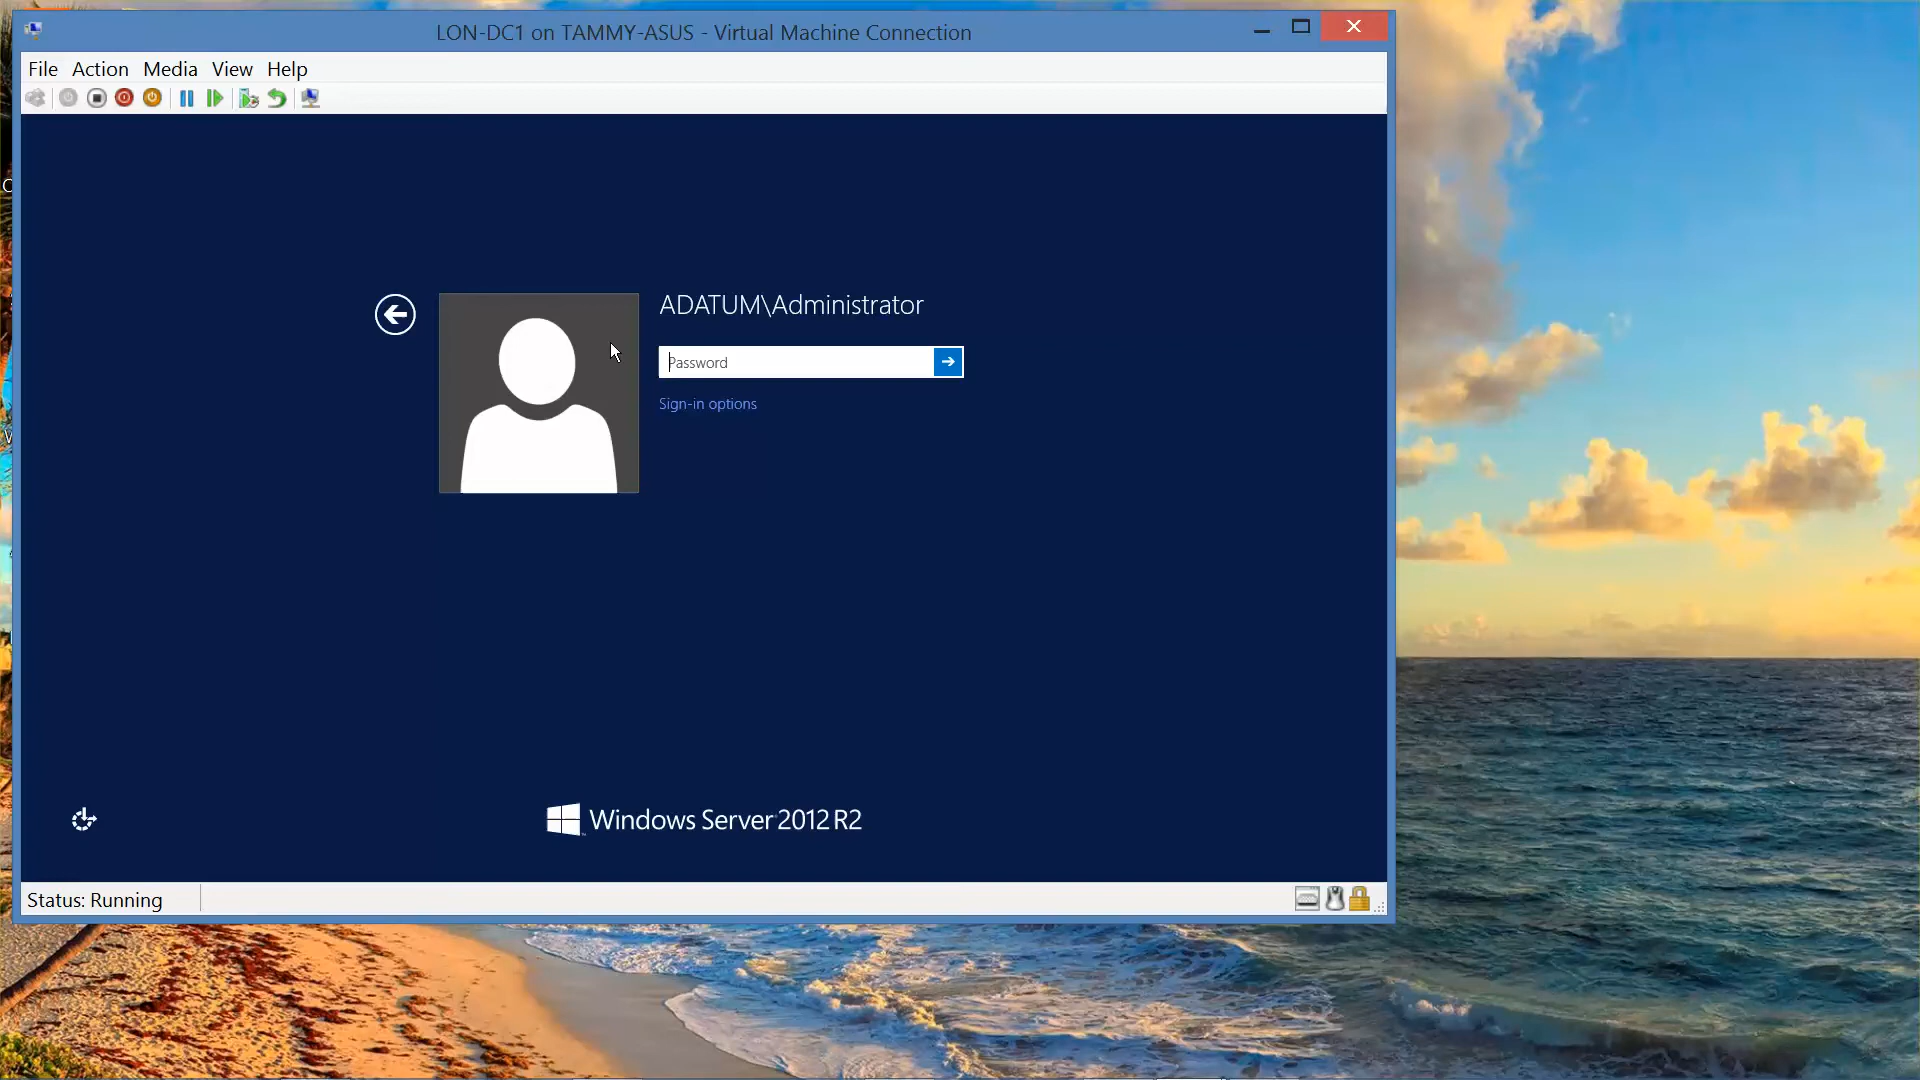 LON-DC1 on TAMMY-ASUS - Virtual Machine Connection
File Action Media View Help
ADATUM\Administrator
Password
Sign-in options
Windows Server 2012 R2
Status: Running